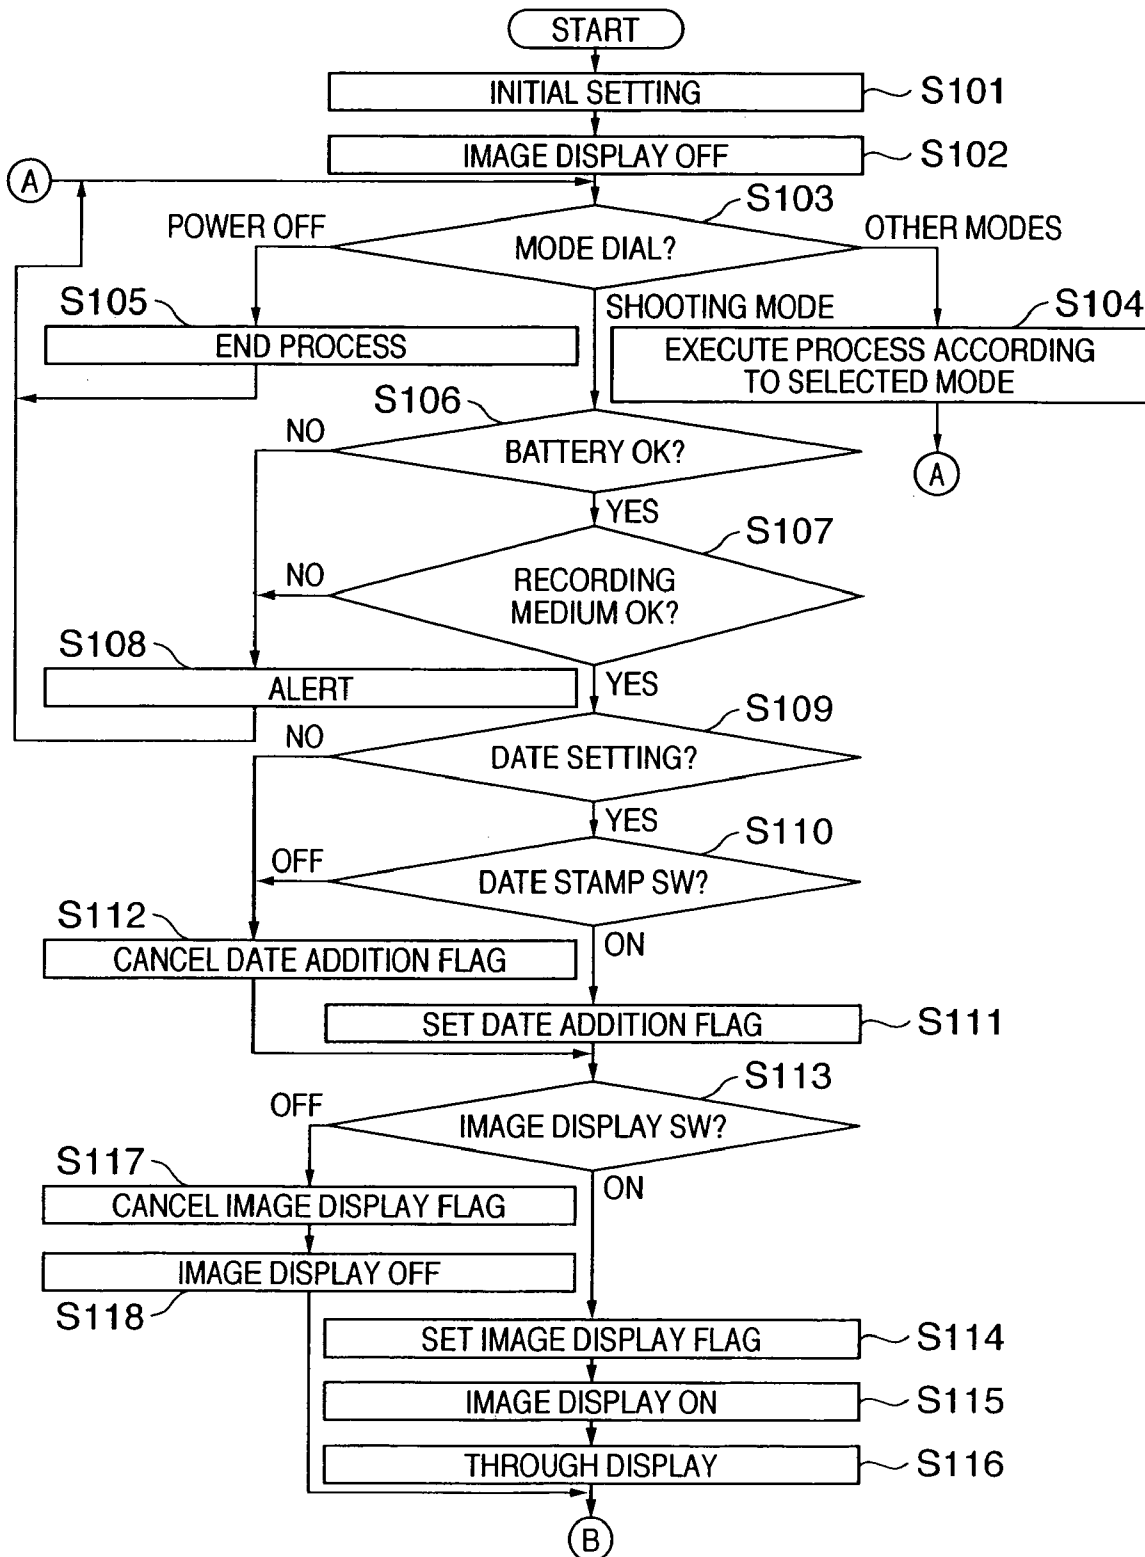 START
INITIAL SETTING
S101
IMAGE DISPLAY OFF
S102
A
S103
POWER OFF
MODE DIAL?
OTHER MODES
S105
SHOOTING MODE
S104
END PROCESS
EXECUTE PROCESS ACCORDING
TO SELECTED MODE
S106
NO
BATTERY OK?
A
YES
S107
NO
RECORDING
MEDIUM OK?
S108
ALERT
YES
S109
NO
DATE SETTING?
YES
S110
OFF
DATE STAMP SW?
S112
ON
CANCEL DATE ADDITION FLAG
SET DATE ADDITION FLAG
S111
S113
OFF
IMAGE DISPLAY SW?
S117
ON
CANCEL IMAGE DISPLAY FLAG
IMAGE DISPLAY OFF
S118
SET IMAGE DISPLAY FLAG
S114
IMAGE DISPLAY ON
S115
THROUGH DISPLAY
S116
B